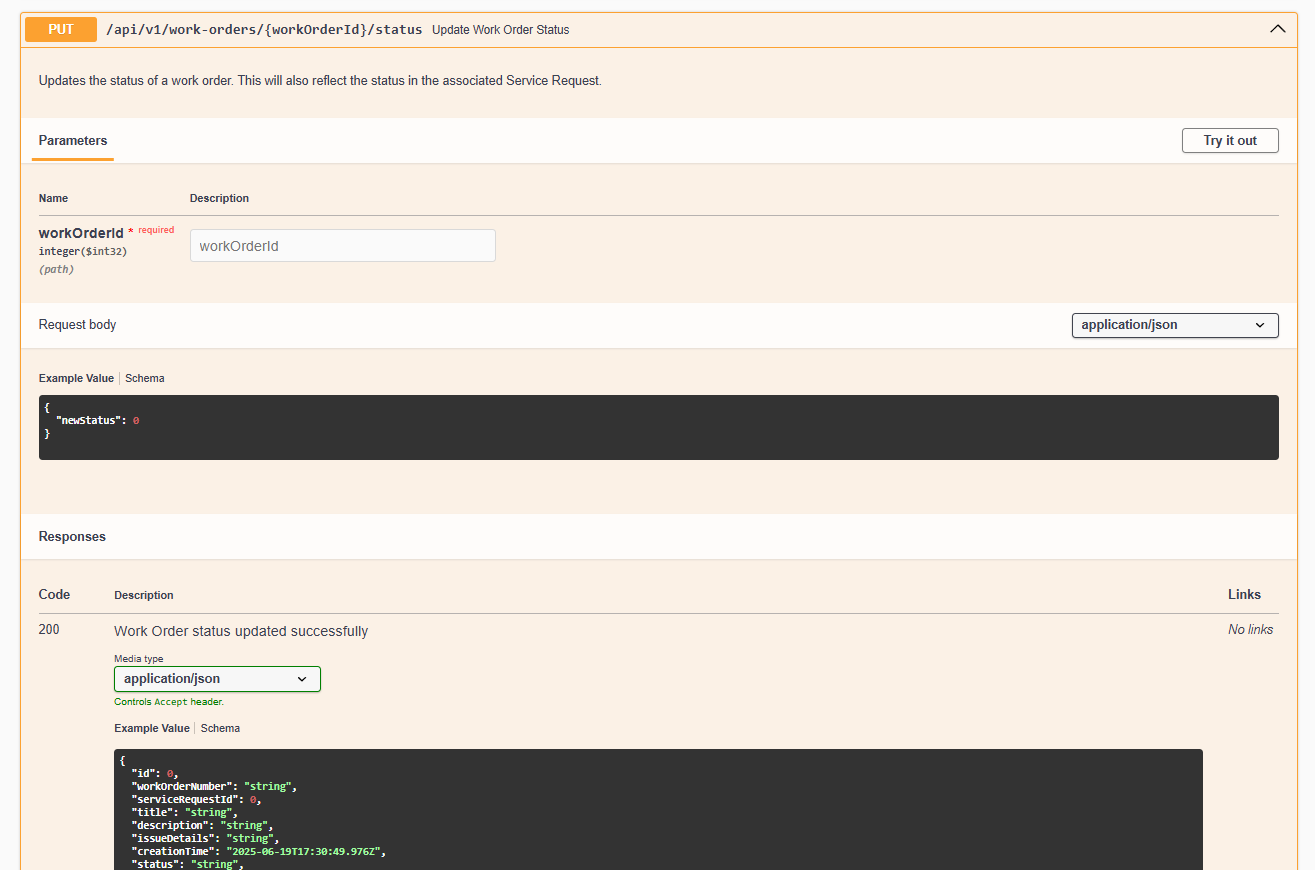 PUT /api/v1/work-orders/{workOrderId}/status Update Work Order Status
Updates the status of a work order. This will also reflect the status in the associated Service Request.
Parameters
Try it out
Name Description
workOrderId * required
integer($int32)
(path)
workOrderId
Request body
application/json
Example Value Schema
{
"newStatus": 0
}
Responses
Code Description Links
200 Work Order status updated successfully No links
Media type
application/json
Controls Accept header.
Example Value Schema
{
"id": 0,
"workOrderNumber": "string",
"serviceRequestId": 0,
"title": "string",
"description": "string",
"issueDetails": "string",
"creationTime": "2025-06-19T17:30:49.976Z",
"status": "string",